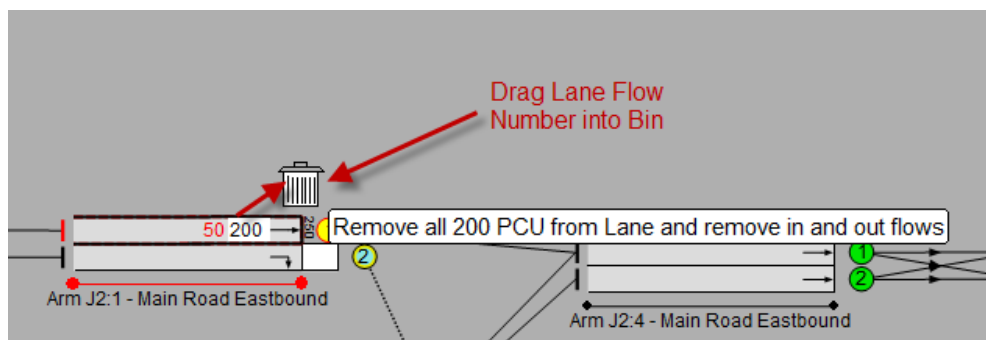 Drag Lane Flow
Number into Bin
50 200
250
Remove all 200 PCU from Lane and remove in and out flows
2
1
2
Arm J2:1 - Main Road Eastbound
Arm J2:4 - Main Road Eastbound